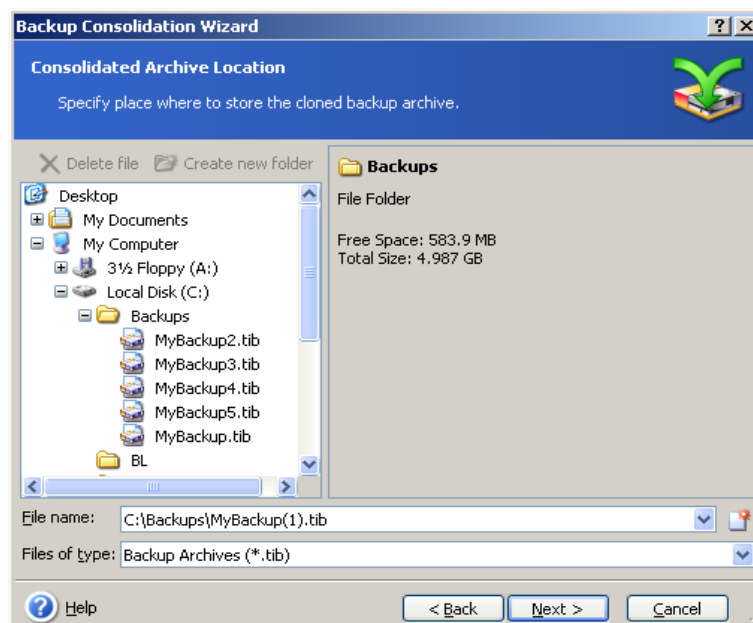 Backup Consolidation Wizard
Consolidated Archive Location
Specify place where to store the cloned backup archive.
Delete file Create new folder
Desktop
My Documents
My Computer
3½ Floppy (A:)
Local Disk (C:)
Backups
MyBackup2.tib
MyBackup3.tib
MyBackup4.tib
MyBackup5.tib
MyBackup.tib
BL
Backups
File Folder
Free Space: 583.9 MB
Total Size: 4.987 GB
File name: C:\Backups\MyBackup(1).tib
Files of type: Backup Archives (*.tib)
Help < Back Next > Cancel